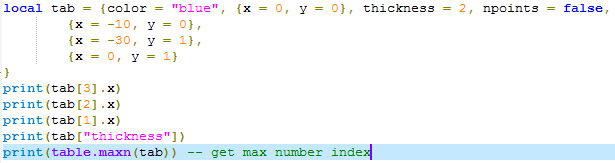 local tab = {color = "blue", {x = 0, y = 0}, thickness = 2, npoints = false,
{x = -10, y = 0},
{x = -30, y = 1},
{x = 0, y = 1}
}
print(tab[3].x)
print(tab[2].x)
print(tab[1].x)
print(tab["thickness"])
print(table.maxn(tab)) -- get max number index